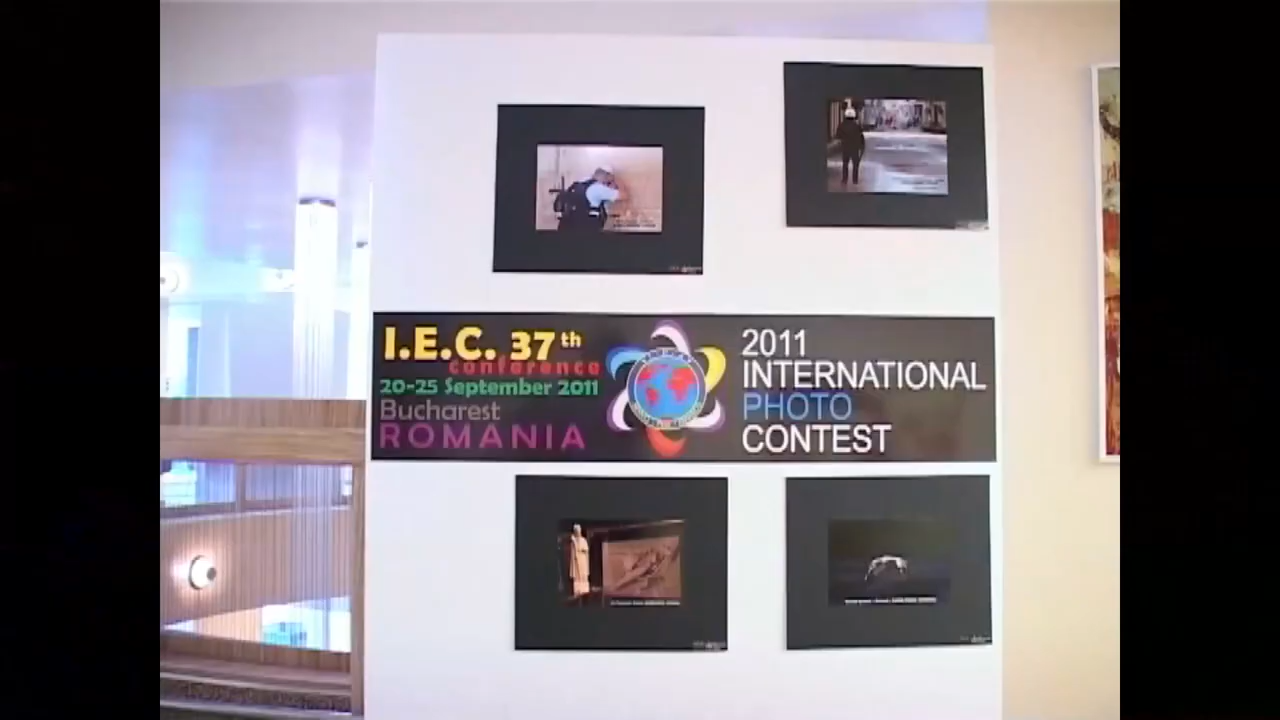 I.E.C. 37th
conference
20-25 September 2011
Bucharest
ROMANIA
2011
INTERNATIONAL
PHOTO
CONTEST